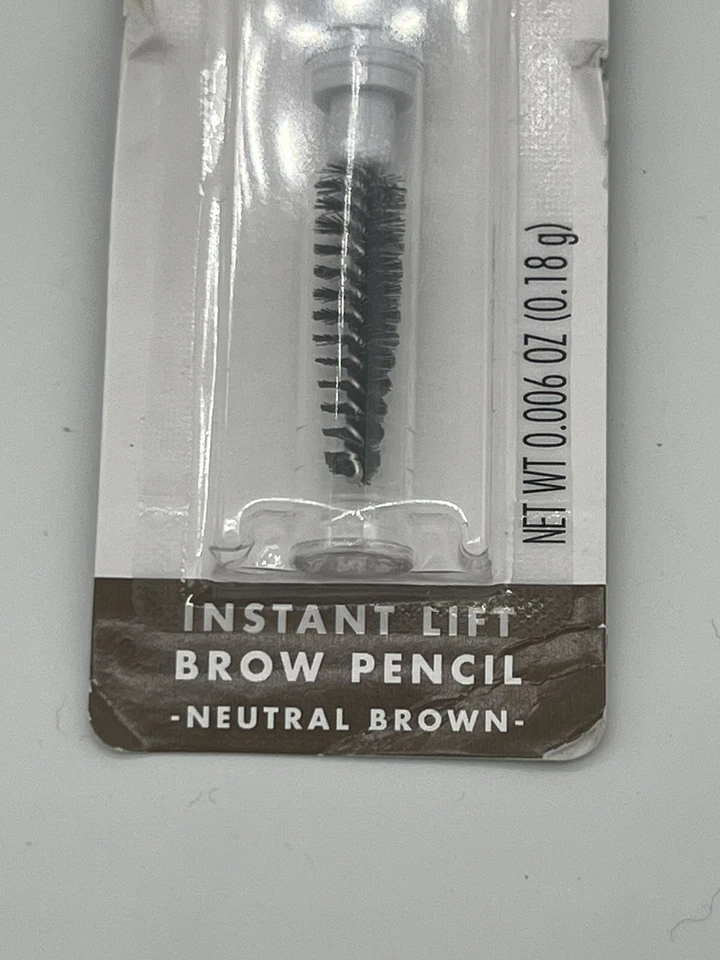 NET WT 0.006 OZ (0.18 g)
INSTANT LIFT
BROW PENCIL
-NEUTRAL BROWN-